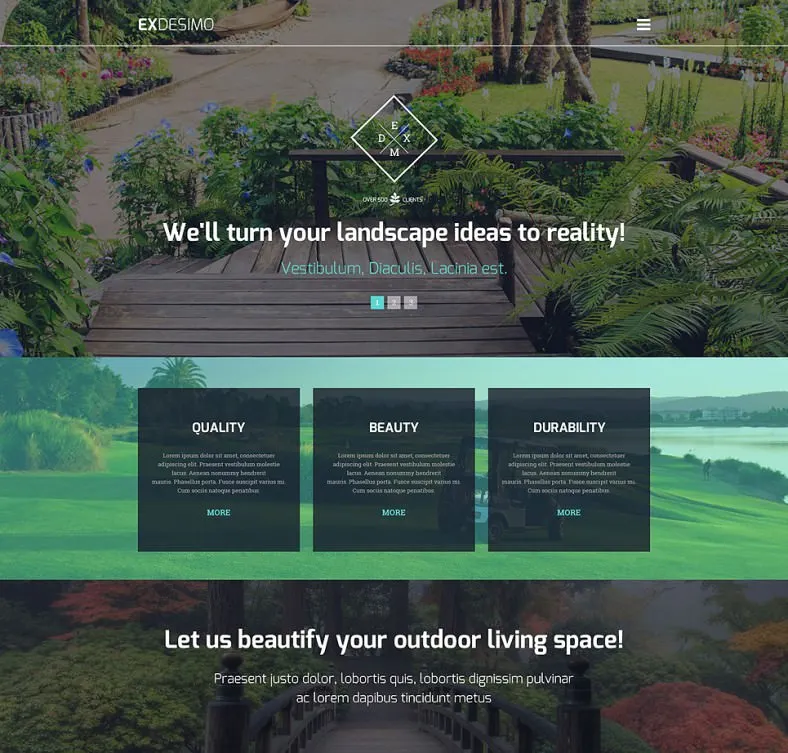 EXDESIMO
E
D X
M
OVER 500 CLIENTS
We'll turn your landscape ideas to reality!
Vestibulum, Diaculis, Lacinia est.
1 2 3
QUALITY
Lorem ipsum dolor sit amet, consectetuer
adipiscing elit. Praesent vestibulum molestie
lacus. Aenean nonummy hendrerit
mauris. Phasellus porta. Fusce suscipit varius mi.
Cum sociis natoque penatibus.
MORE
BEAUTY
Lorem ipsum dolor sit amet, consectetuer
adipiscing elit. Praesent vestibulum molestie
lacus. Aenean nonummy hendrerit
mauris. Phasellus porta. Fusce suscipit varius mi.
Cum sociis natoque penatibus.
MORE
DURABILITY
Lorem ipsum dolor sit amet, consectetuer
adipiscing elit. Praesent vestibulum molestie
lacus. Aenean nonummy hendrerit
mauris. Phasellus porta. Fusce suscipit varius mi.
Cum sociis natoque penatibus.
MORE
Let us beautify your outdoor living space!
Praesent justo dolor, lobortis quis, lobortis dignissim pulvinar
ac lorem dapibus tincidunt metus